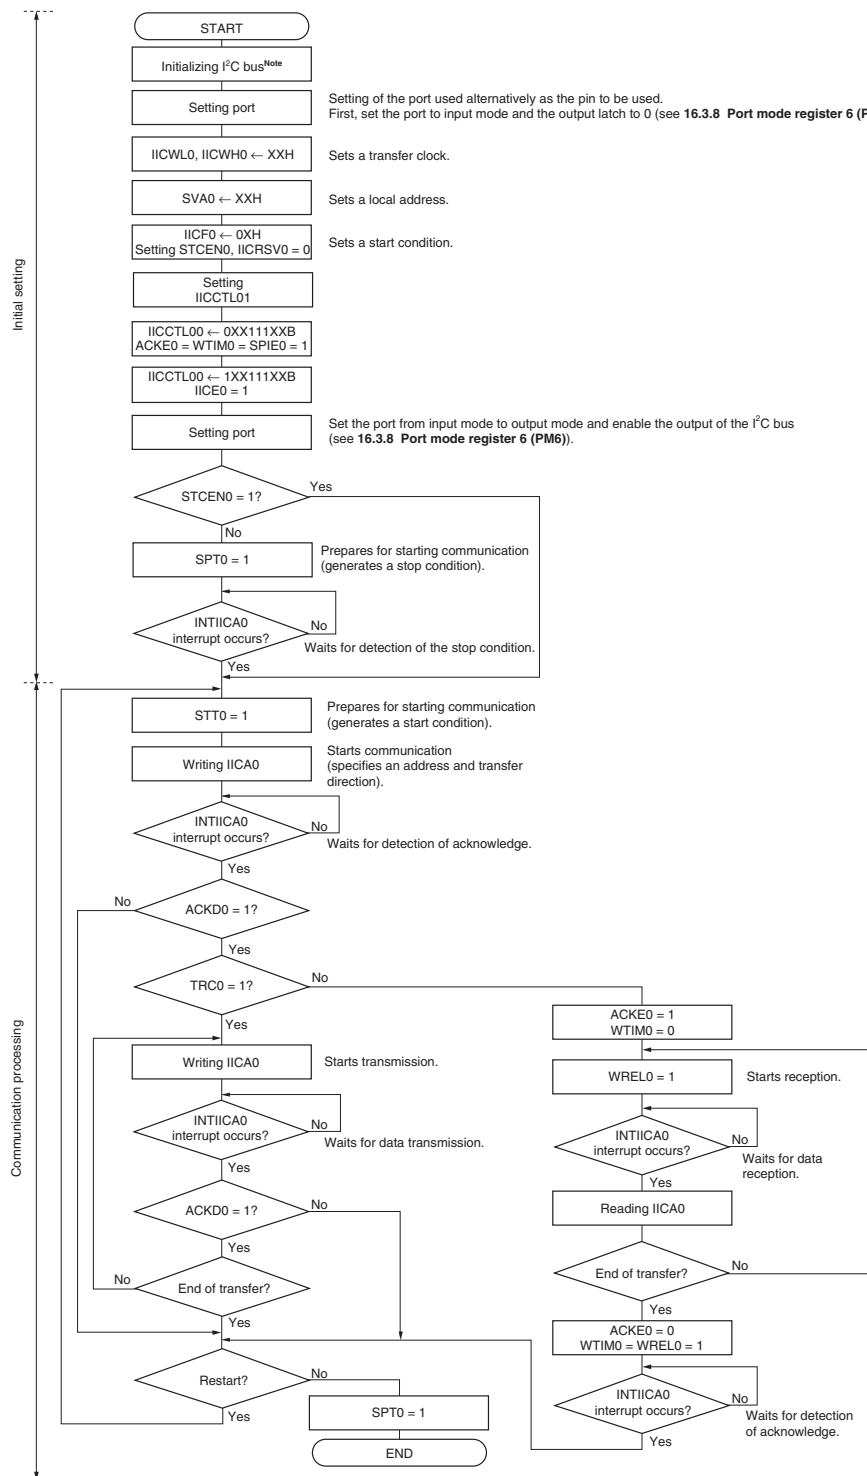 START
Initializing I²C bus^Note
Setting port
Setting of the port used alternatively as the pin to be used.
First, set the port to input mode and the output latch to 0 (see 16.3.8 Port mode register 6 (P
IICWL0, IICWH0 ← XXH
Sets a transfer clock.
SVA0 ← XXH
Sets a local address.
IICF0 ← 0XH
Setting STCEN0, IICRSV0 = 0
Sets a start condition.
Setting
IICCTL01
IICCTL00 ← 0XX111XXB
ACKE0 = WTIM0 = SPIE0 = 1
IICCTL00 ← 1XX111XXB
IICE0 = 1
Setting port
Set the port from input mode to output mode and enable the output of the I²C bus
(see 16.3.8 Port mode register 6 (PM6)).
Initial setting
STCEN0 = 1?
Yes
No
SPT0 = 1
Prepares for starting communication
(generates a stop condition).
INTIICA0
interrupt occurs?
No
Waits for detection of the stop condition.
Yes
STT0 = 1
Prepares for starting communication
(generates a start condition).
Writing IICA0
Starts communication
(specifies an address and transfer
direction).
INTIICA0
interrupt occurs?
No
Waits for detection of acknowledge.
Yes
No
ACKD0 = 1?
Yes
TRC0 = 1?
No
Yes
Communication processing
Writing IICA0
Starts transmission.
INTIICA0
interrupt occurs?
No
Waits for data transmission.
Yes
ACKD0 = 1?
No
Yes
No
End of transfer?
Yes
ACKE0 = 1
WTIM0 = 0
WREL0 = 1
Starts reception.
INTIICA0
interrupt occurs?
No
Waits for data
reception.
Yes
Reading IICA0
End of transfer?
No
Yes
ACKE0 = 0
WTIM0 = WREL0 = 1
INTIICA0
interrupt occurs?
No
Waits for detection
of acknowledge.
Yes
Restart?
No
Yes
SPT0 = 1
END